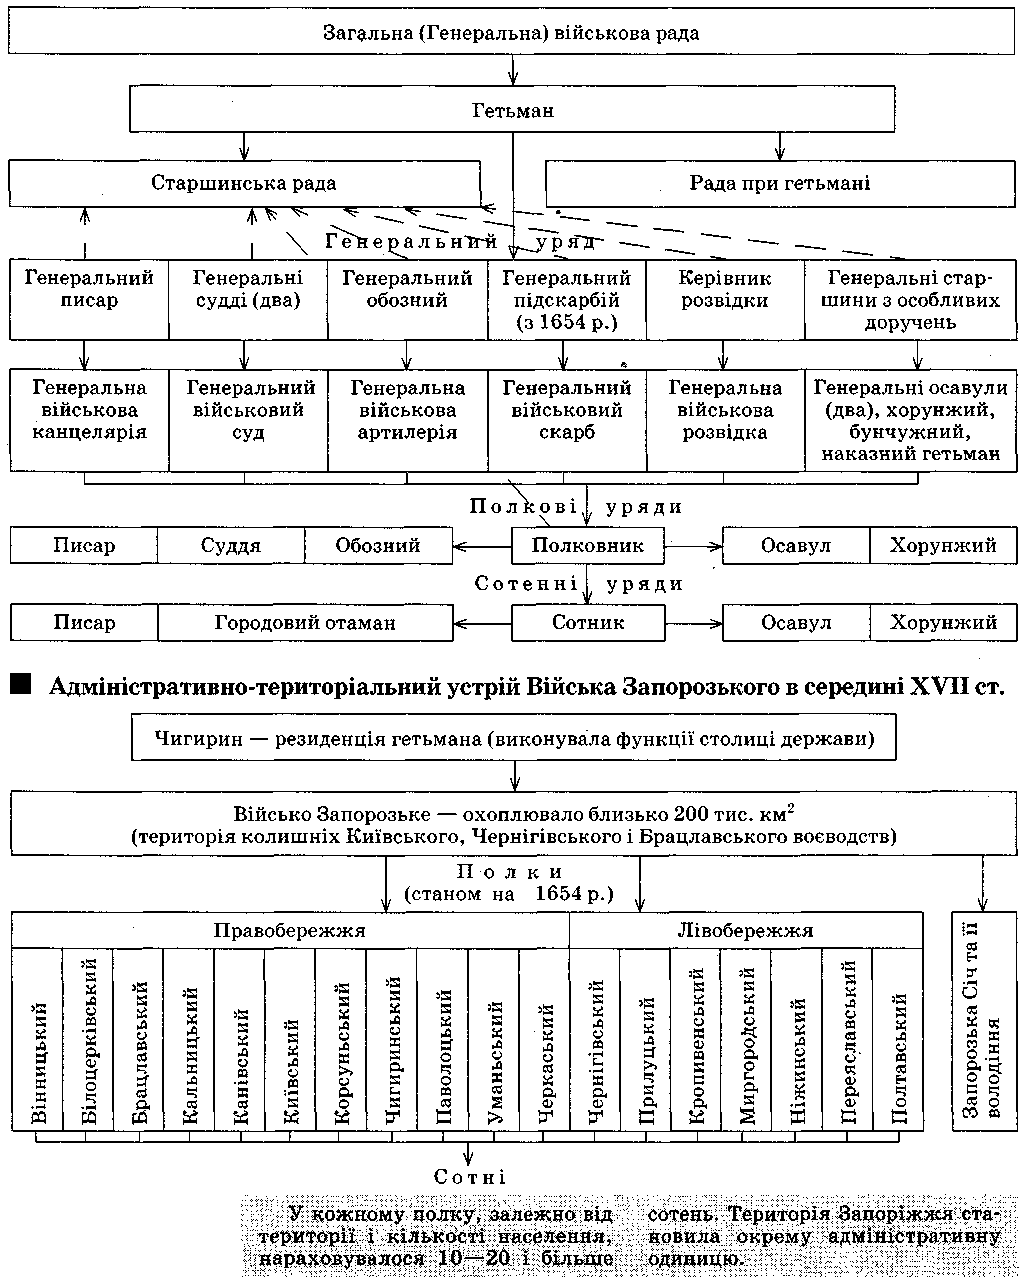 Загальна (Генеральна) військова рада
Гетьман
Старшинська рада
Рада при гетьмані
Генеральний уряд
Генеральний
писар
Генеральні
судді (два)
Генеральний
обозний
Генеральний
підскарбій
(з 1654 р.)
Керівник
розвідки
Генеральні стар-
шини з особливих
доручень
Генеральна
військова
канцелярія
Генеральний
військовий
суд
Генеральна
військова
артилерія
Генеральний
військовий
скарб
Генеральна
військова
розвідка
Генеральні осавули
(два), хорунжий,
бунчужний,
наказний гетьман
Полкові уряди
Писар
Суддя
Обозний
Полковник
Осавул
Хорунжий
Сотенні уряди
Писар
Городовий отаман
Сотник
Осавул
Хорунжий
Адміністративно-територіальний устрій Війська Запорозького в середині XVII ст.
Чигирин — резиденція гетьмана (виконувала функції столиці держави)
Військо Запорозьке — охоплювало близько 200 тис. км²
(територія колишніх Київського, Чернігівського і Брацлавського воєводств)
Полки
(станом на 1654 р.)
Правобережжя
Лівобережжя
Вінницький
Білоцерківський
Брацлавський
Кальницький
Канівський
Київський
Корсунський
Чигиринський
Паволоцький
Уманьський
Черкаський
Чернігівський
Прилуцький
Кропивенський
Миргородський
Ніжинський
Переяславський
Полтавський
Запорозька Січ та її
володіння
Сотні
У кожному полку, залежно від
території і кількості населення,
нараховувалося 10—20 і більше
сотень. Територія Запоріжжя ста-
новила окрему адміністративну
одиницю.